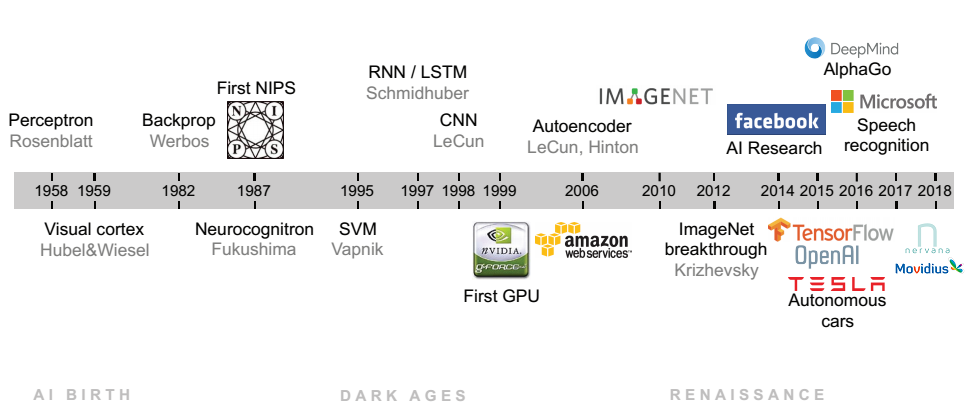 DeepMind
AlphaGo
RNN / LSTM
Schmidhuber
First NIPS
N I
P S
IMAGENET
Microsoft
Speech
recognition
Perceptron
Rosenblatt
Backprop
Werbos
CNN
LeCun
Autoencoder
LeCun, Hinton
facebook
AI Research
1958 1959 1982 1987 1995 1997 1998 1999 2006 2010 2012 2014 2015 2016 2017 2018
Visual cortex
Hubel&Wiesel
Neurocognitron
Fukushima
SVM
Vapnik
nVIDIA
GeFORCE
First GPU
amazon
web services™
ImageNet
breakthrough
Krizhevsky
TensorFlow
OpenAI
TESLA
Autonomous
cars
nervana
Movidius
AI BIRTH
DARK AGES
RENAISSANCE